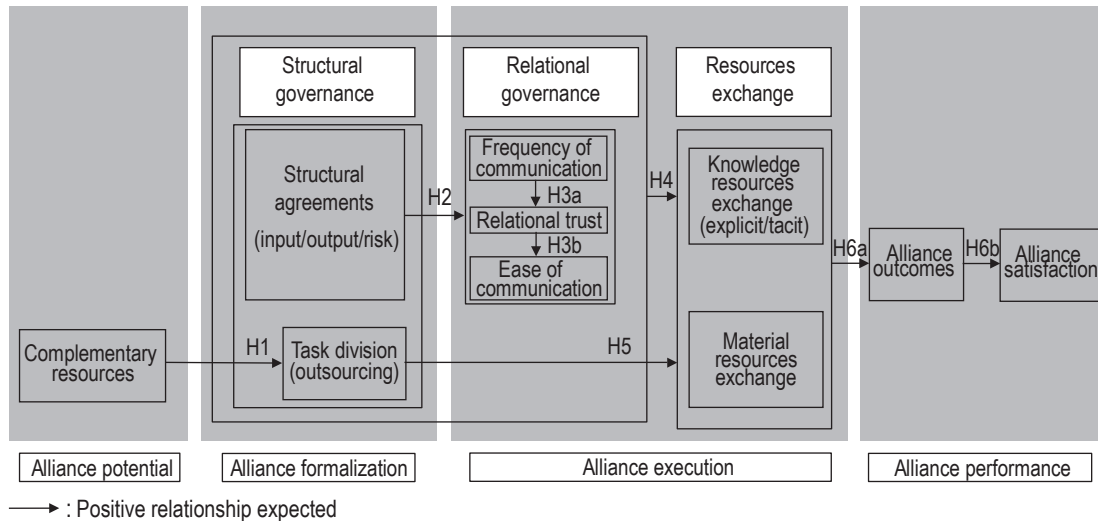 Structural
governance
Relational
governance
Resources
exchange
Structural
agreements
(input/output/risk)
H2
Frequency of
communication
H3a
Relational trust
H3b
Ease of
communication
H4
Knowledge
resources
exchange
(explicit/tacit)
H6a
Alliance
outcomes
H6b
Alliance
satisfaction
Complementary
resources
H1
Task division
(outsourcing)
H5
Material
resources
exchange
Alliance potential
Alliance formalization
Alliance execution
Alliance performance
: Positive relationship expected